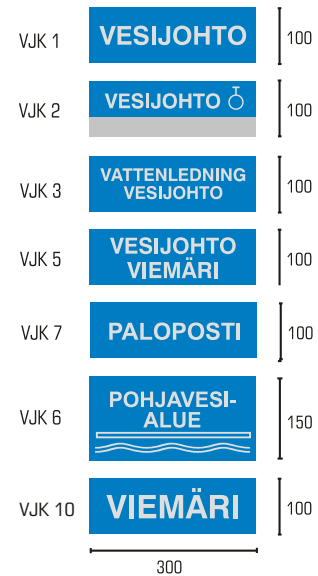 VJK 1
VESIJOHTO
100
VJK 2
VESIJOHTO
100
VJK 3
VATTENLEDNING
VESIJOHTO
100
VJK 5
VESIJOHTO
VIEMÄRI
100
VJK 7
PALOPOSTI
100
VJK 6
POHJAVESI-
ALUE
150
VJK 10
VIEMÄRI
100
300